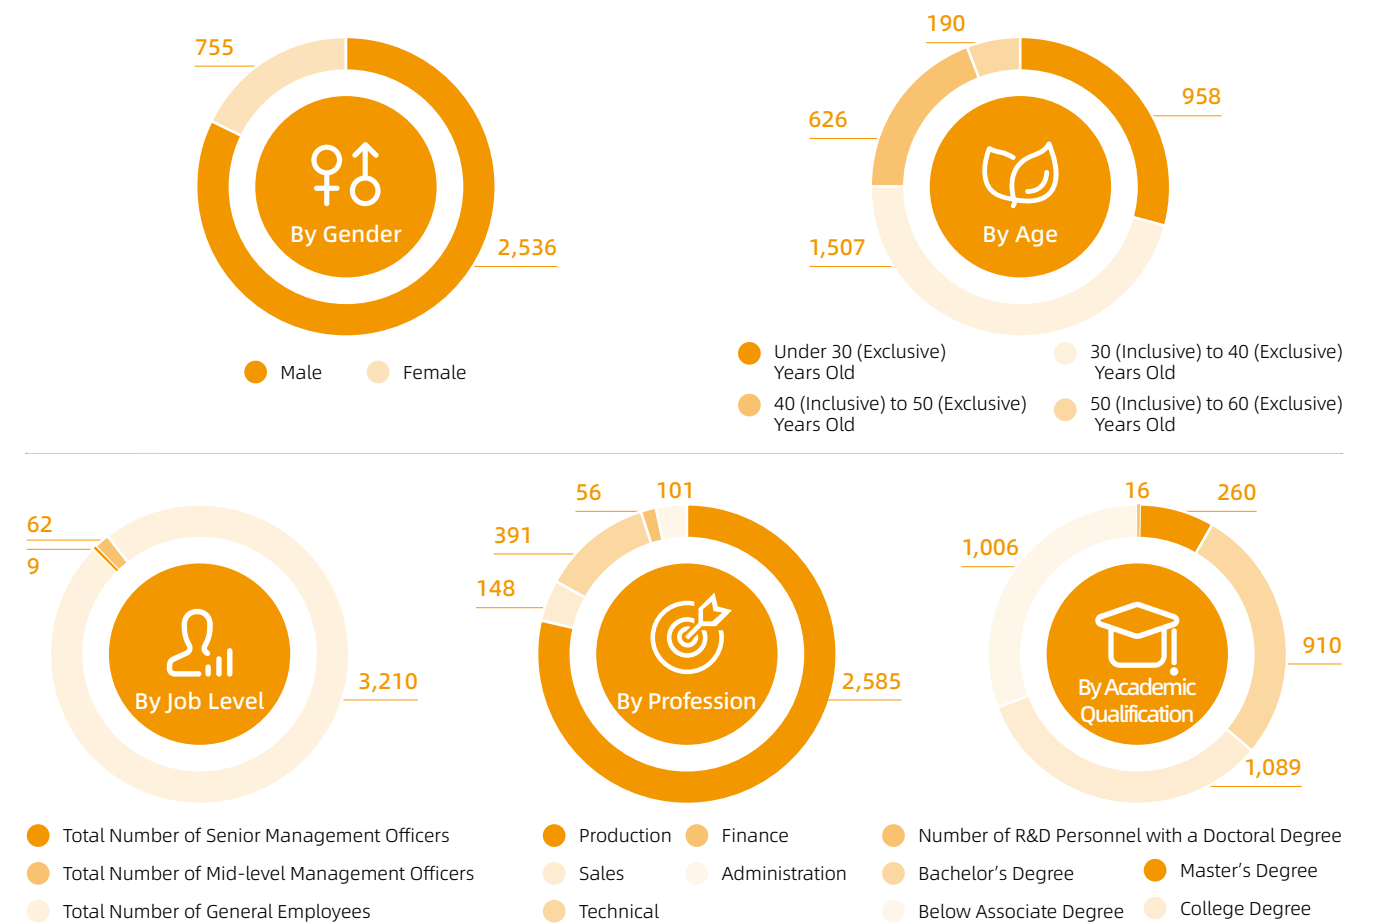 755
By Gender
2,536
Male
Female
190
958
626
1,507
By Age
Under 30 (Exclusive)
Years Old
30 (Inclusive) to 40 (Exclusive)
Years Old
40 (Inclusive) to 50 (Exclusive)
Years Old
50 (Inclusive) to 60 (Exclusive)
Years Old
62
9
3,210
By Job Level
Total Number of Senior Management Officers
Total Number of Mid-level Management Officers
Total Number of General Employees
56
101
391
148
2,585
By Profession
Production
Finance
Sales
Administration
Technical
16
260
1,006
910
By Academic
Qualification
1,089
Number of R&D Personnel with a Doctoral Degree
Bachelor's Degree
Master's Degree
Below Associate Degree
College Degree